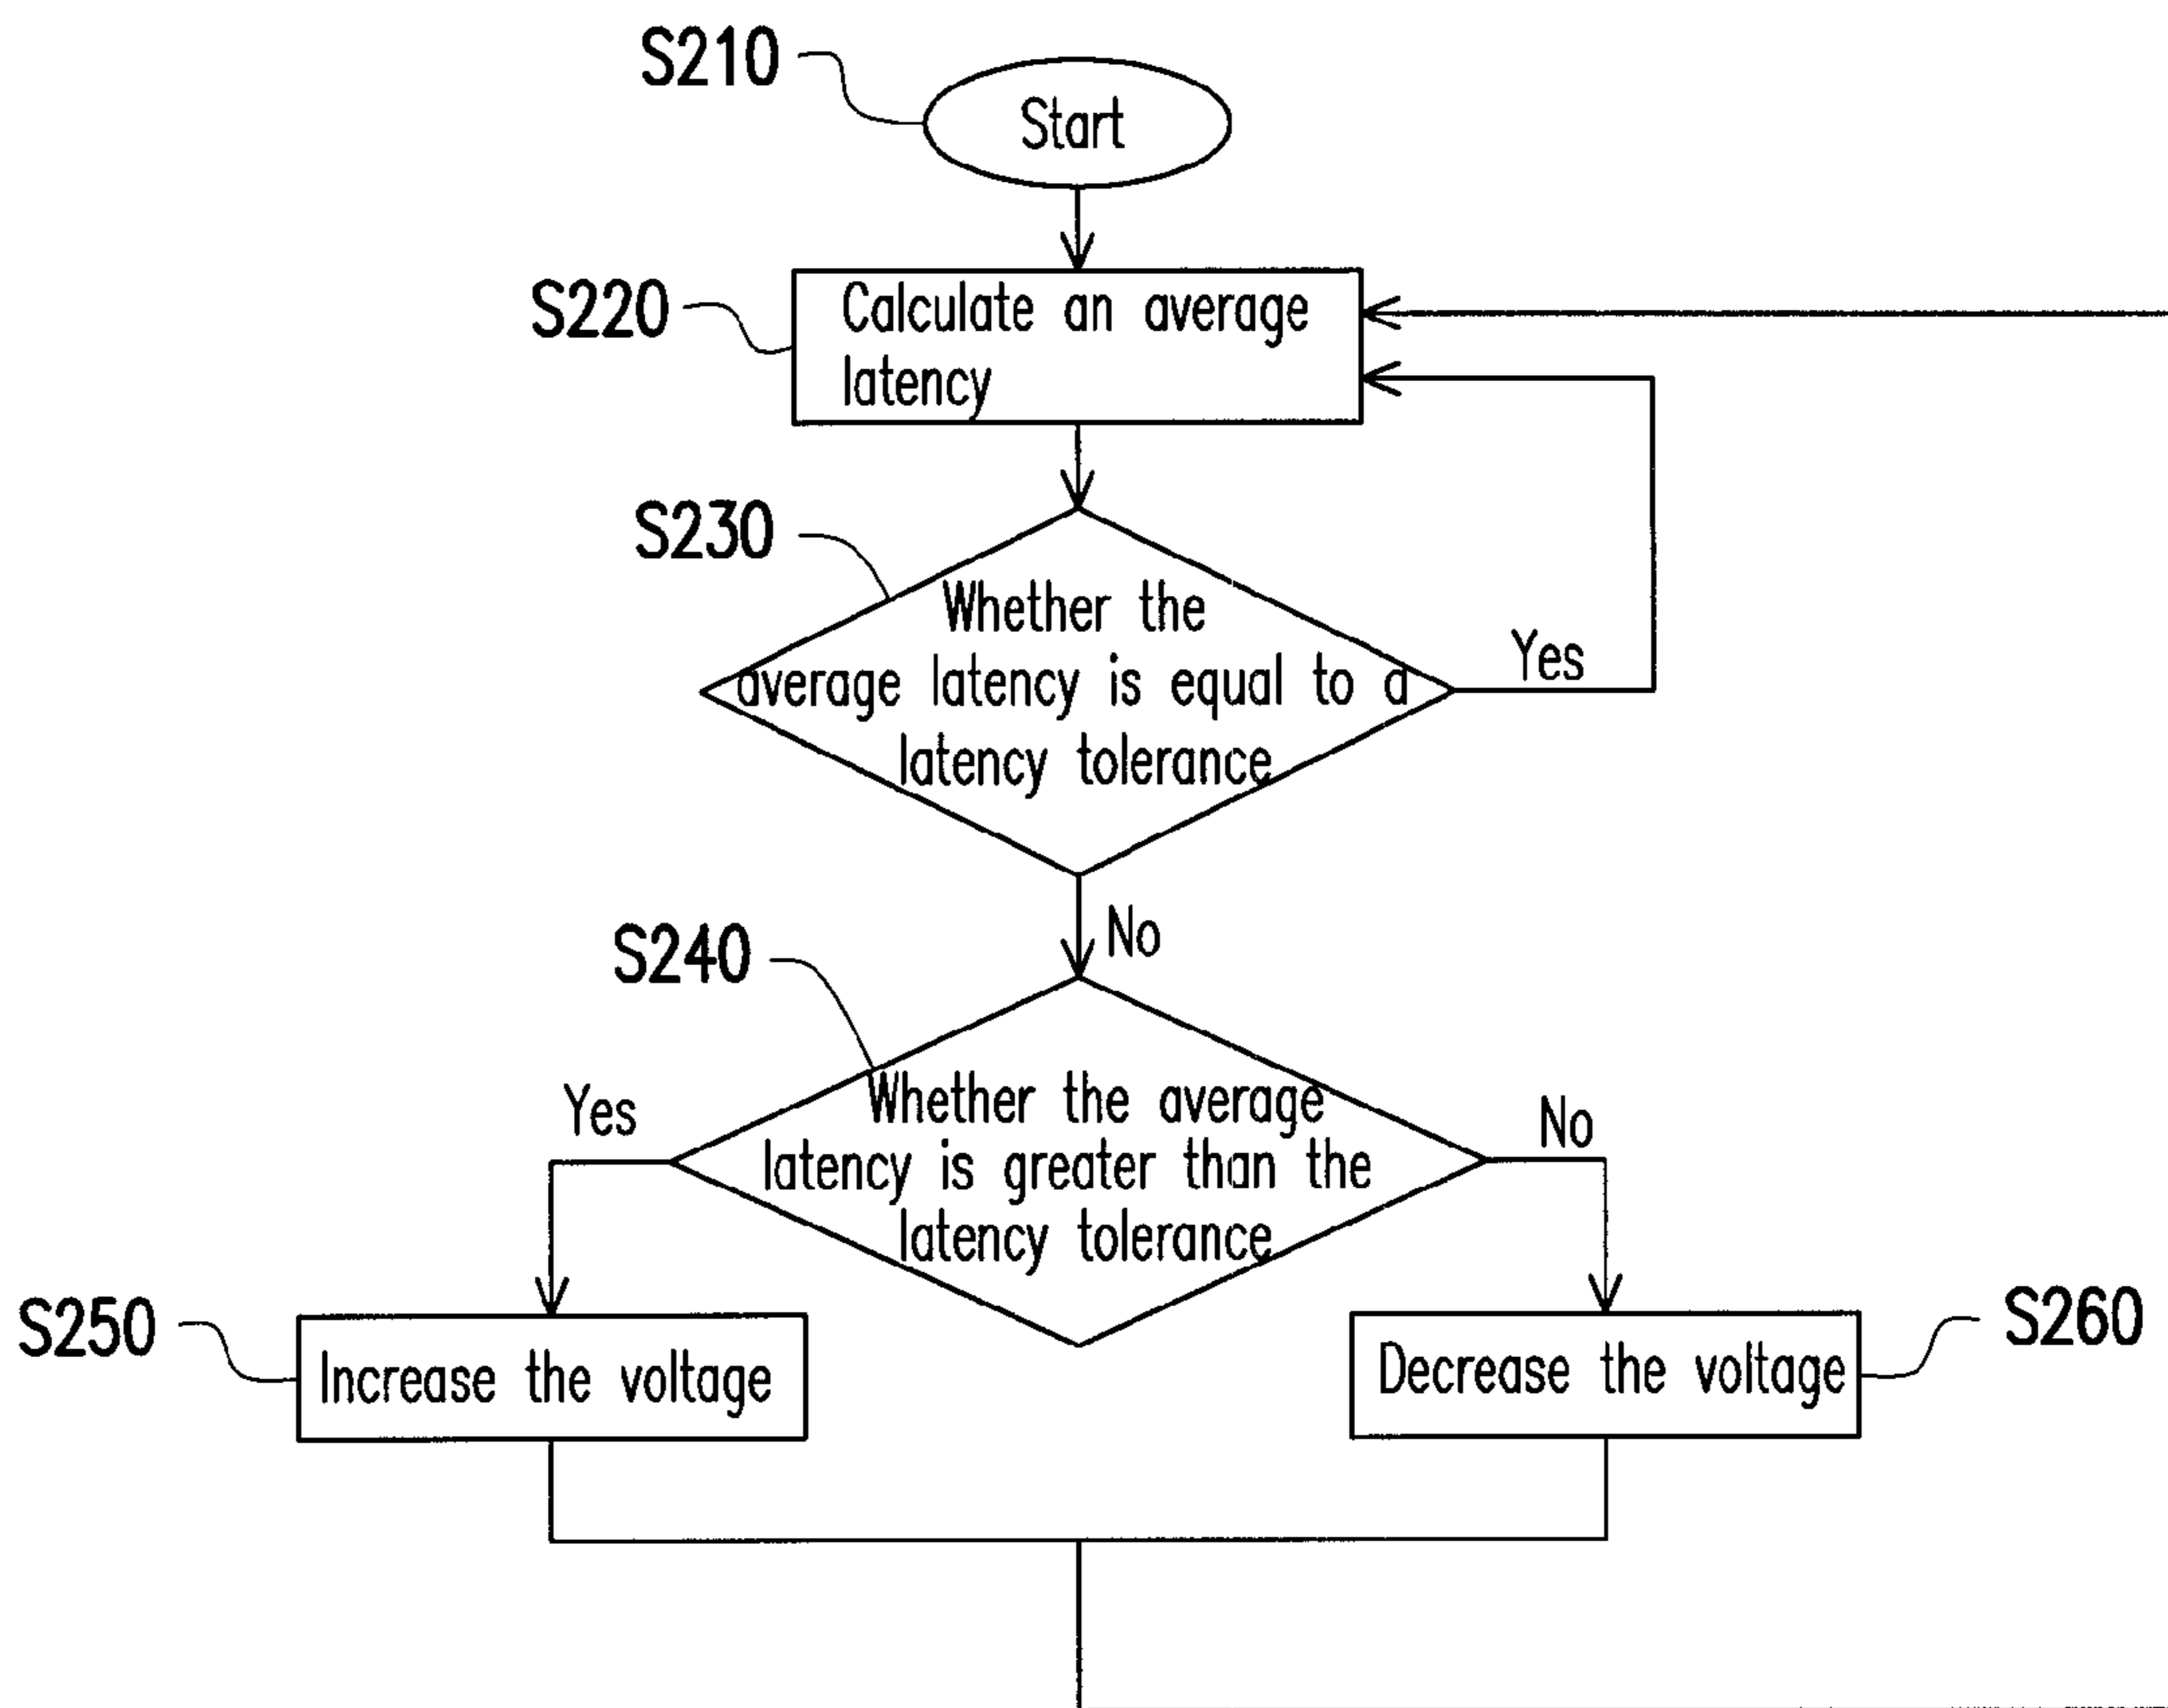 S210
Start
S220
Calculate an average
latency
S230
Whether the
average latency is equal to a
latency tolerance
Yes
No
S240
Whether the average
latency is greater than the
latency tolerance
Yes
No
S250
Increase the voltage
Decrease the voltage
S260